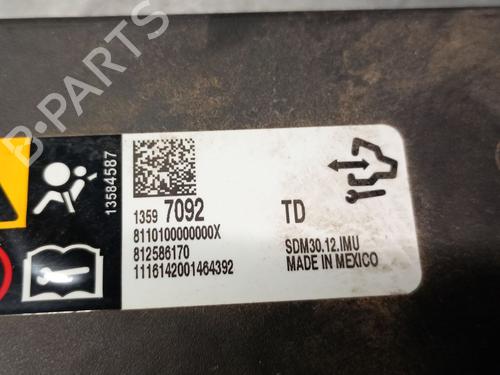 B-PARTS
13584587
1359 7092
TD
8110100000000X
812586170
1116142001464392
SDM30.12.IMU
MADE IN MEXICO